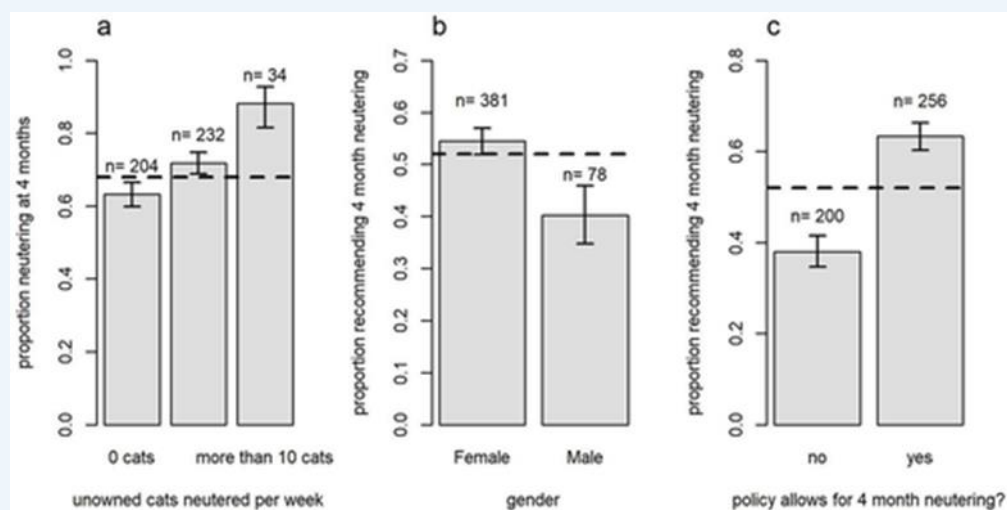 a
proportion neutering at 4 months
1.0
0.8
0.6
0.4
0.2
0.0
n= 204
n= 232
n= 34
0 cats
more than 10 cats
unowned cats neutered per week
b
proportion recommending 4 month neutering
0.7
0.6
0.5
0.4
0.3
0.2
0.1
0.0
n= 381
n= 78
Female
Male
gender
c
proportion recommending 4 month neutering
0.8
0.6
0.4
0.2
0.0
n= 200
n= 256
no
yes
policy allows for 4 month neutering?